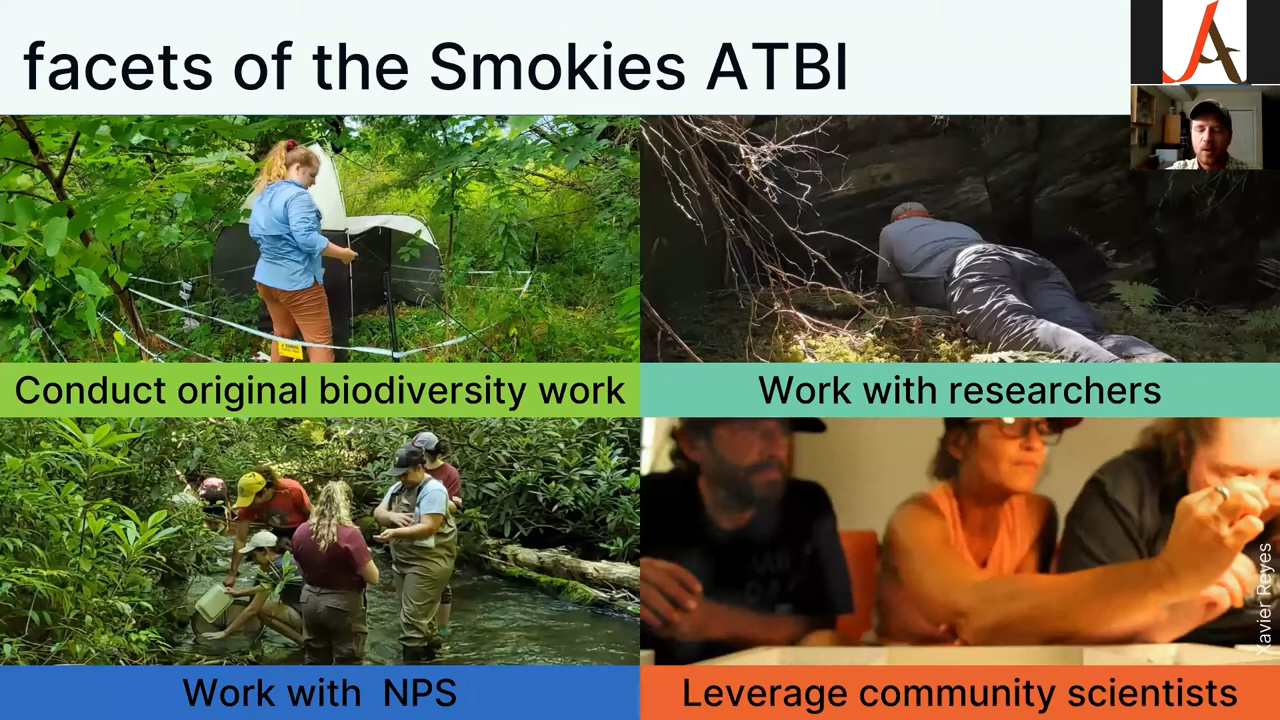 facets of the Smokies ATBI
Conduct original biodiversity work
Work with researchers
Work with NPS
Leverage community scientists
Xavier Reyes